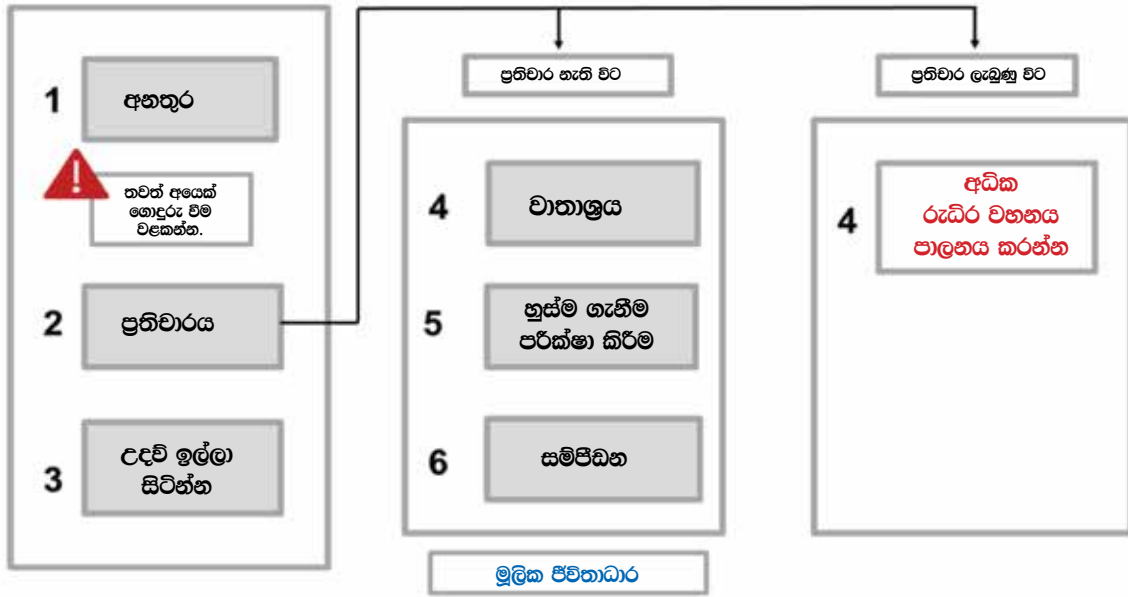 1
අනතුර
!
තවත් අයෙක්
ගොදුරු වීම
වළකන්න.
2
ප්‍රතිචාරය
3
උදව් ඉල්ලා
සිටින්න
ප්‍රතිචාර නැති විට
4
වාතාශ්‍රය
5
හුස්ම ගැනීම
පරීක්ෂා කිරීම
6
සම්පීඩන
මූලික ජීවිතාධාර
ප්‍රතිචාර ලැබුණු විට
4
අධික
රුධිර වහනය
පාලනය කරන්න